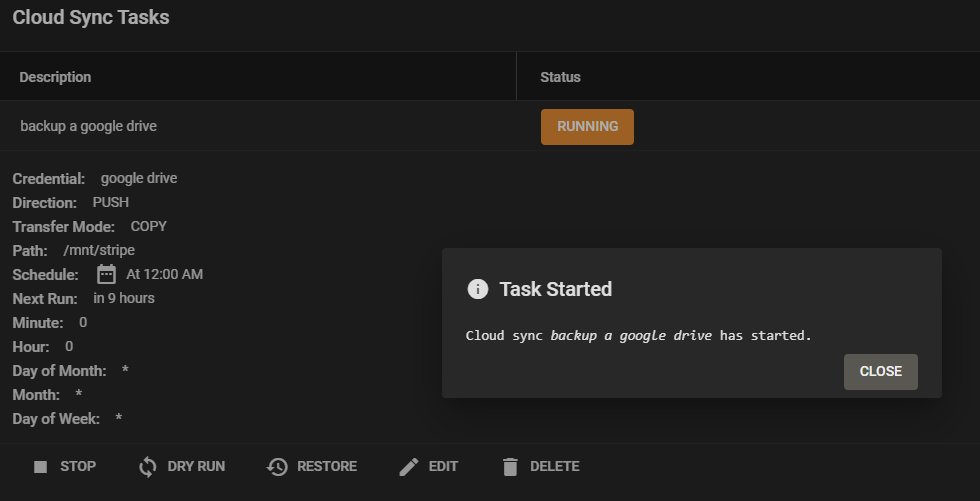 Cloud Sync Tasks
Description Status
backup a google drive RUNNING
Credential: google drive
Direction: PUSH
Transfer Mode: COPY
Path: /mnt/stripe
Schedule: At 12:00 AM
Next Run: in 9 hours
Minute: 0
Hour: 0
Day of Month: *
Month: *
Day of Week: *
Task Started
Cloud sync backup a google drive has started.
CLOSE
STOP DRY RUN RESTORE EDIT DELETE